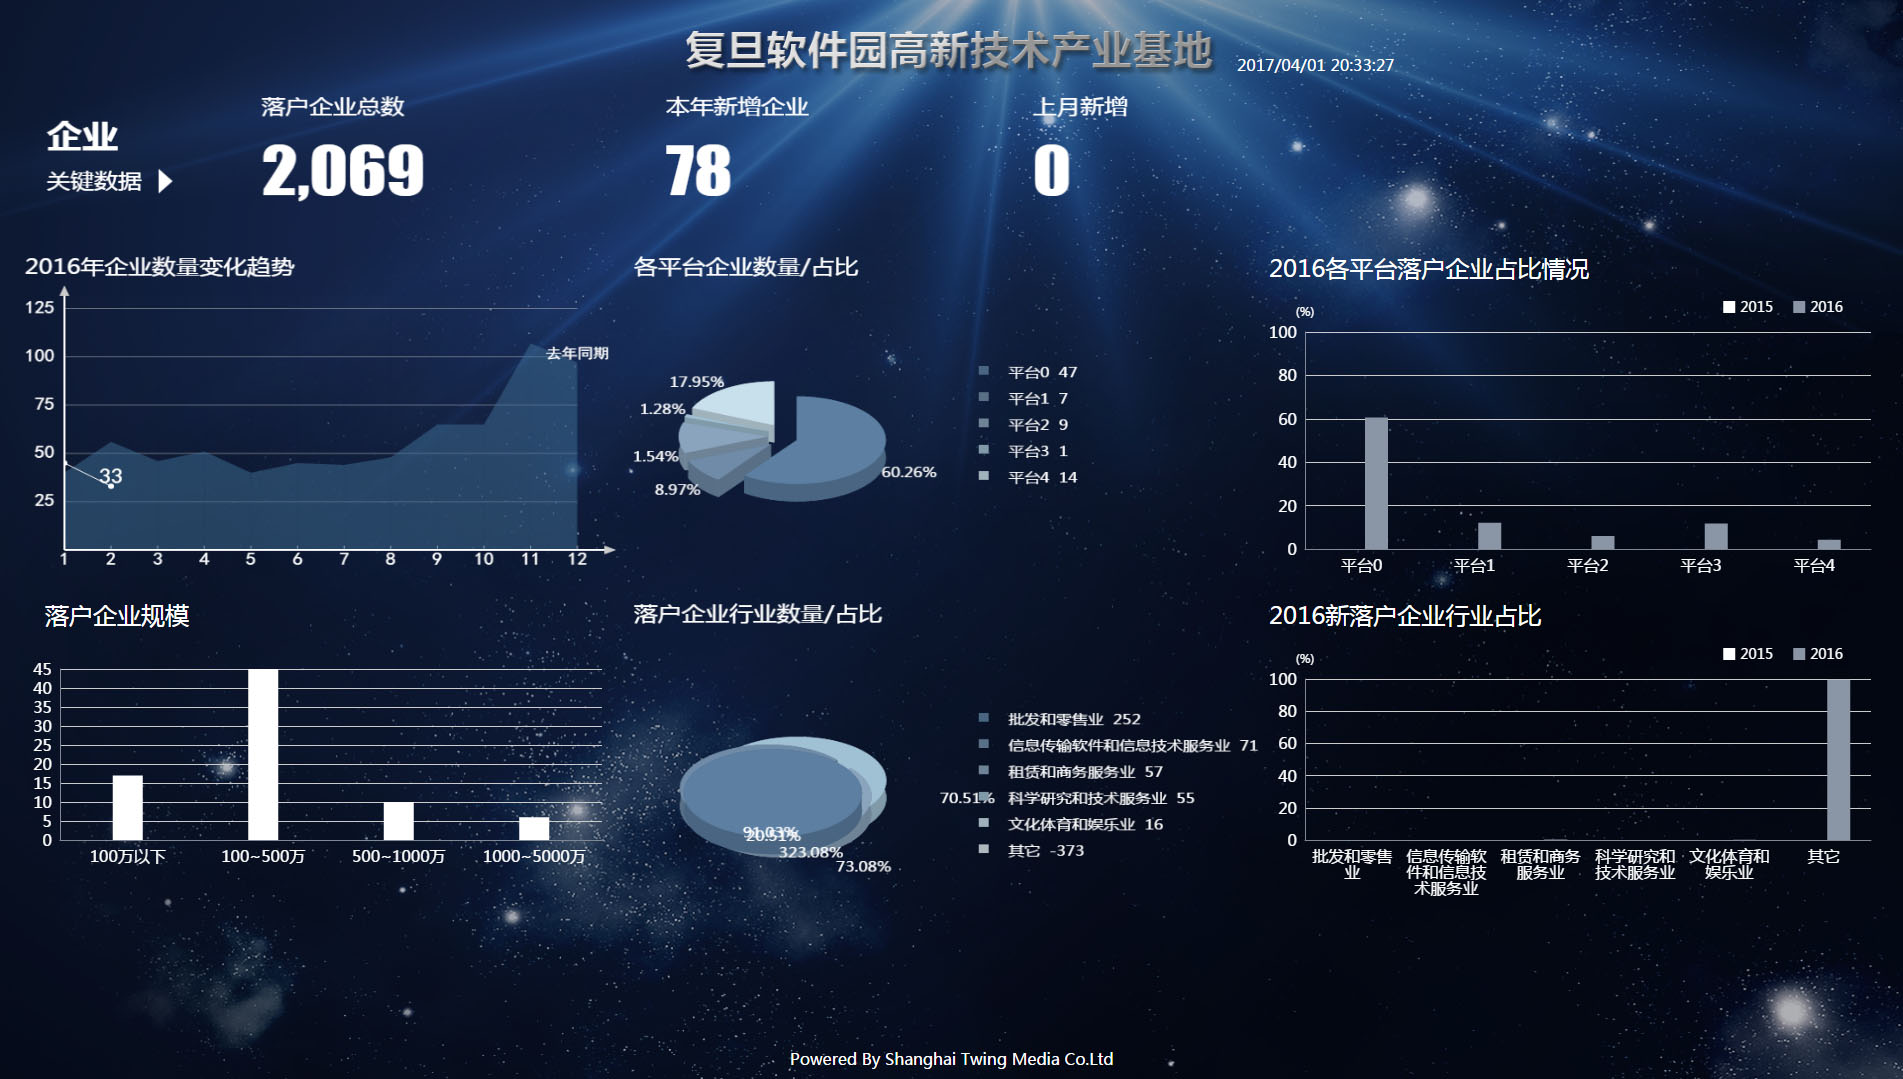 复旦软件园高新技术产业基地
2017/04/01 20:33:27
企业
关键数据
落户企业总数
2,069
本年新增企业
78
上月新增
0
2016年企业数量变化趋势
125
100
75
50
25
去年同期
33
1 2 3 4 5 6 7 8 9 10 11 12
各平台企业数量/占比
17.95%
1.28%
1.54%
8.97%
60.26%
平台0 47
平台1 7
平台2 9
平台3 1
平台4 14
2016各平台落户企业占比情况
2015 2016
(%)
100
80
60
40
20
0
平台0 平台1 平台2 平台3 平台4
落户企业规模
45
40
35
30
25
20
15
10
5
0
100万以下 100~500万 500~1000万 1000~5000万
落户企业行业数量/占比
70.51%
91.03%
20.51%
323.08%
73.08%
批发和零售业 252
信息传输软件和信息技术服务业 71
租赁和商务服务业 57
科学研究和技术服务业 55
文化体育和娱乐业 16
其它 -373
2016新落户企业行业占比
2015 2016
(%)
100
80
60
40
20
0
批发和零售业
信息传输软件和信息技术服务业
租赁和商务服务业
科学研究和技术服务业
文化体育和娱乐业
其它
Powered By Shanghai Twing Media Co.Ltd